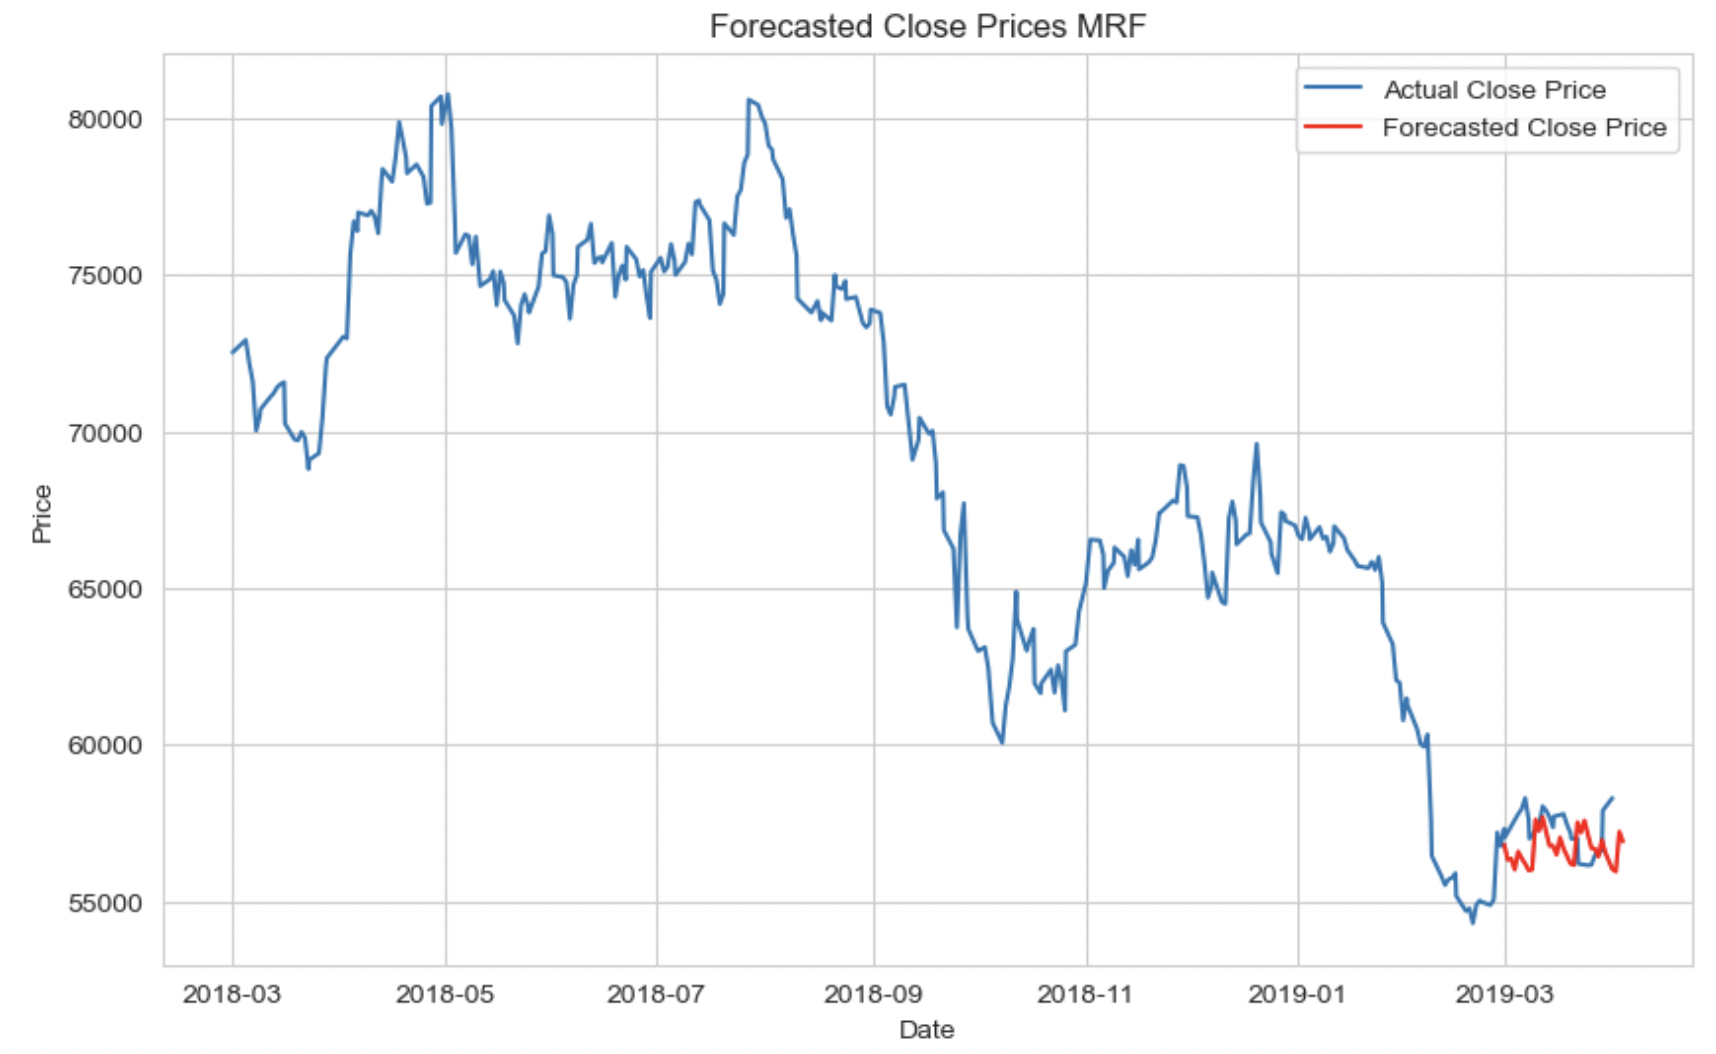 Forecasted Close Prices MRF
Actual Close Price
Forecasted Close Price
80000
75000
70000
65000
60000
55000
Price
2018-03
2018-05
2018-07
2018-09
2018-11
2019-01
2019-03
Date